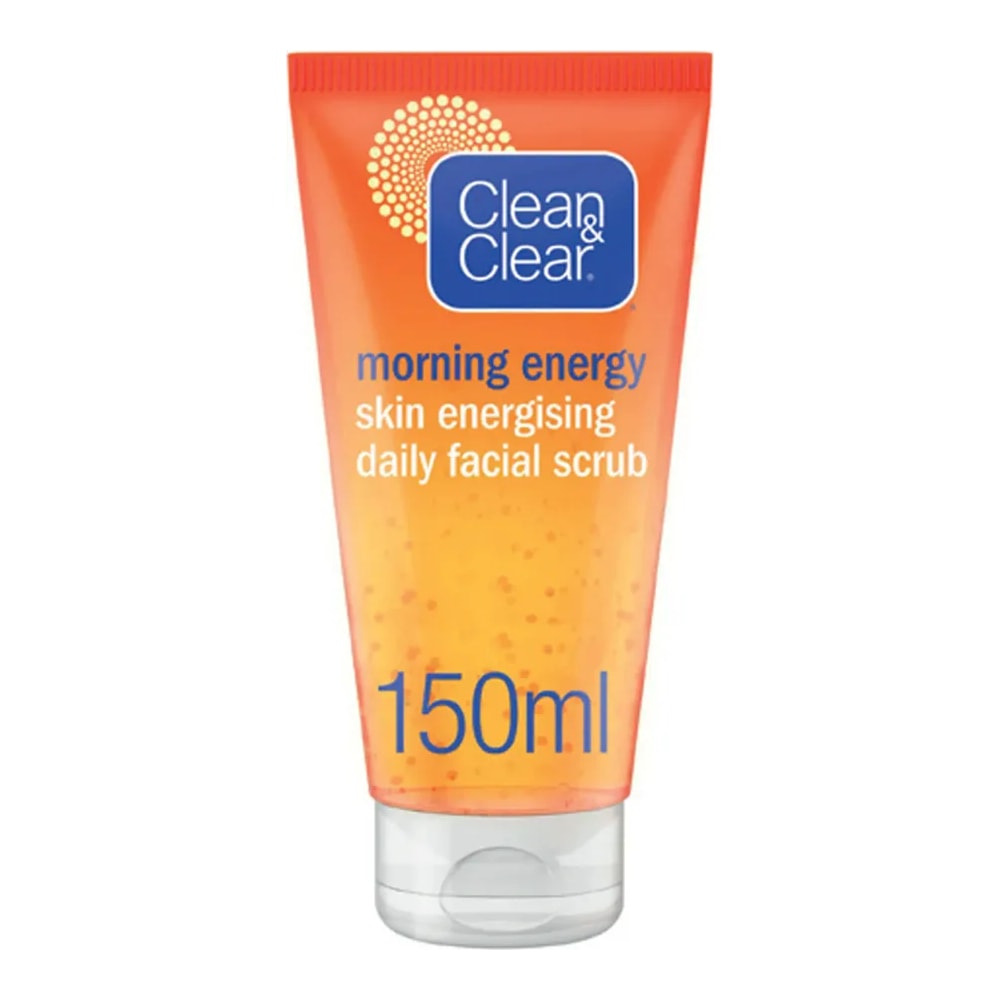 Clean
&
Clear®
morning energy
skin energising
daily facial scrub
150ml